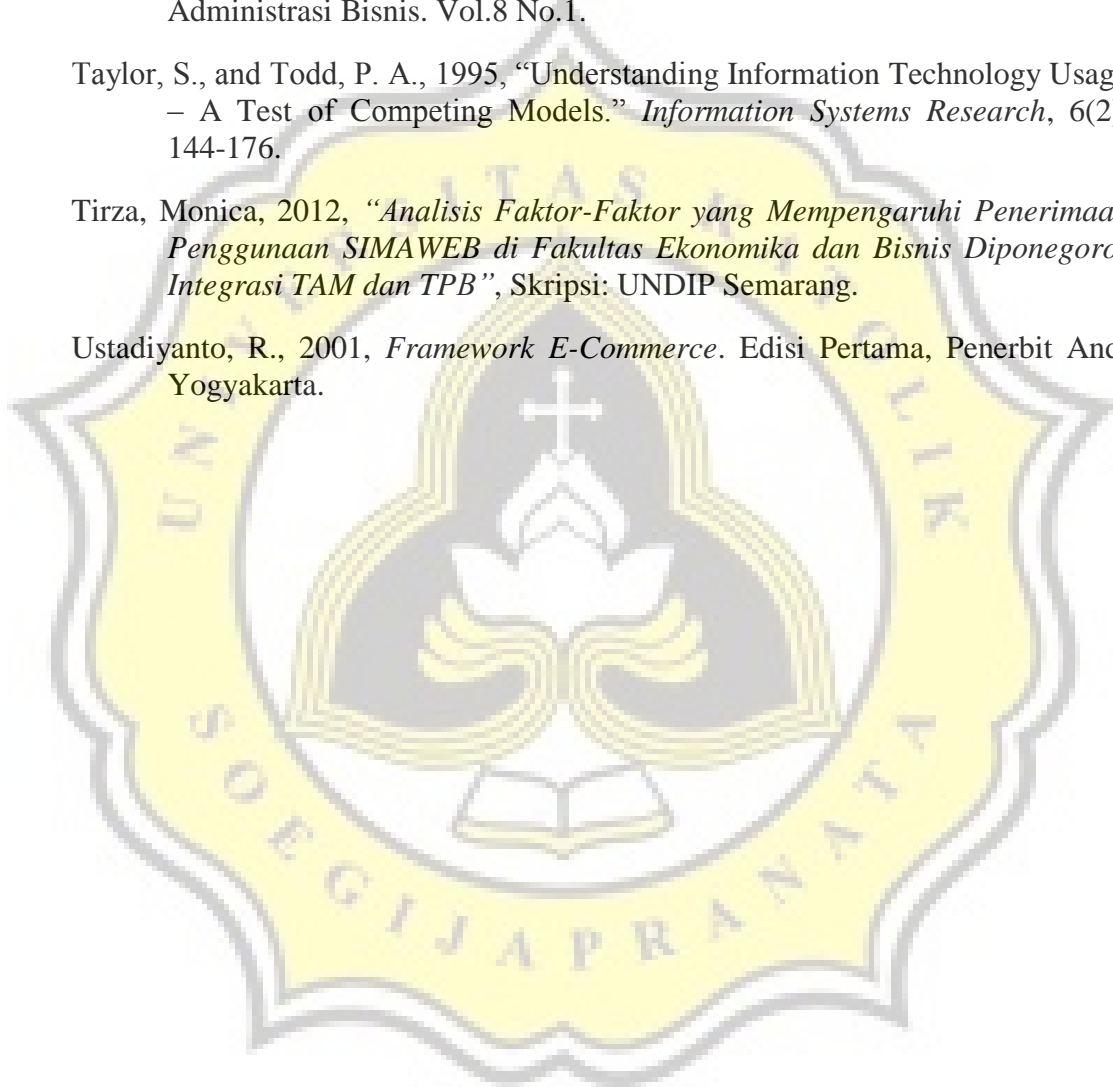 Administrasi Bisnis. Vol.8 No.1.
Taylor, S., and Todd, P. A., 1995, “Understanding Information Technology Usag
– A Test of Competing Models.” Information Systems Research, 6(2,
144-176.
Tirza, Monica, 2012, “Analisis Faktor-Faktor yang Mempengaruhi Penerimaa
Penggunaan SIMAWEB di Fakultas Ekonomika dan Bisnis Diponegoro
Integrasi TAM dan TPB”, Skripsi: UNDIP Semarang.
Ustadiyanto, R., 2001, Framework E-Commerce. Edisi Pertama, Penerbit And
Yogyakarta.
UNIVERSITAS KATOLIK
SOEGIJAPRANATA